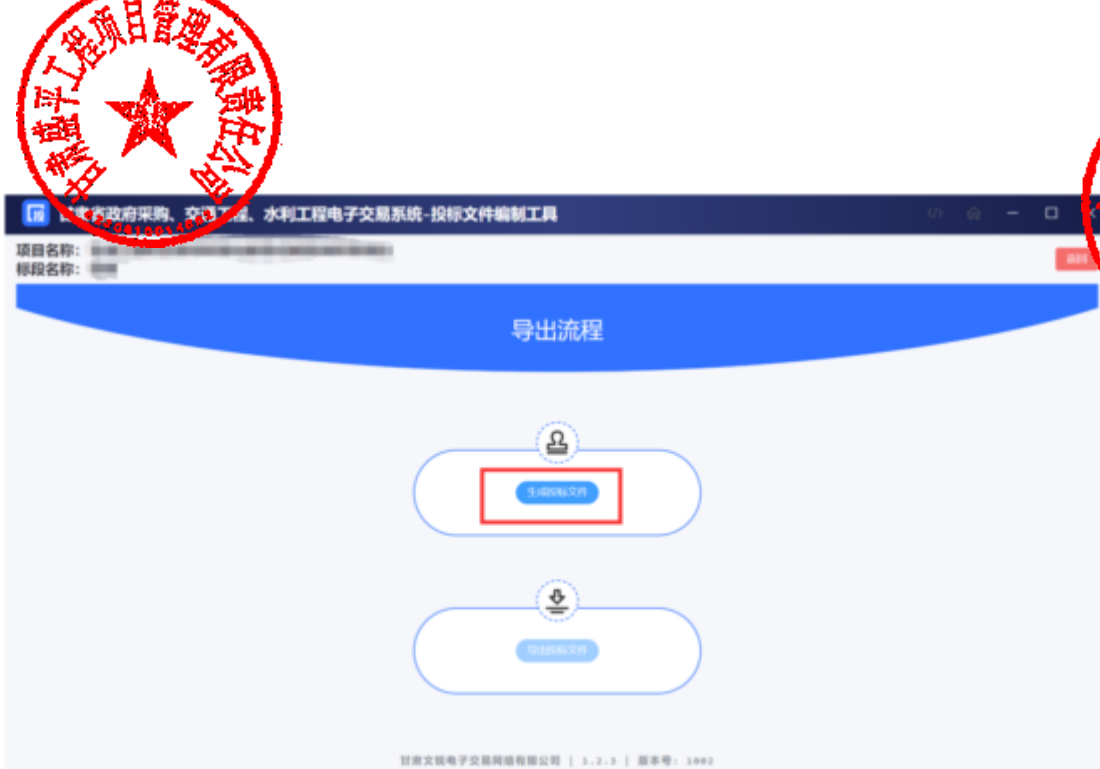 甘肃盛平工程项目管理有限责任公司
甘肃省政府采购、交通工程、水利工程电子交易系统-投标文件编制工具
项目名称：
标段名称：
返回
导出流程
生成投标文件
导出投标文件
甘肃文锐电子交易网络有限公司 | 1.2.3 | 版本号: 1002